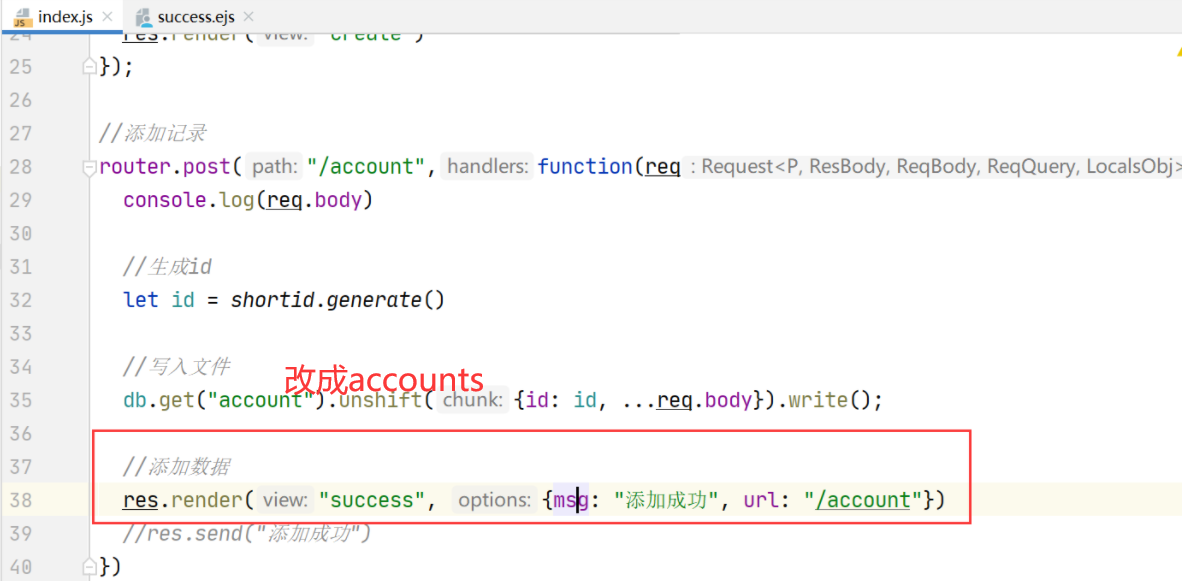 index.js success.ejs
24 res.render( view: "create")
25 });
26
27 //添加记录
28 router.post( path: "/account", handlers: function(req : Request<P, ResBody, ReqBody, ReqQuery, LocalsObj>
29 console.log(req.body)
30
31 //生成id
32 let id = shortid.generate()
33
34 //写入文件
改成accounts
35 db.get("account").unshift( chunk: {id: id, ...req.body}).write();
36
37 //添加数据
38 res.render( view: "success", options: {msg: "添加成功", url: "/account"})
39 //res.send("添加成功")
40 })